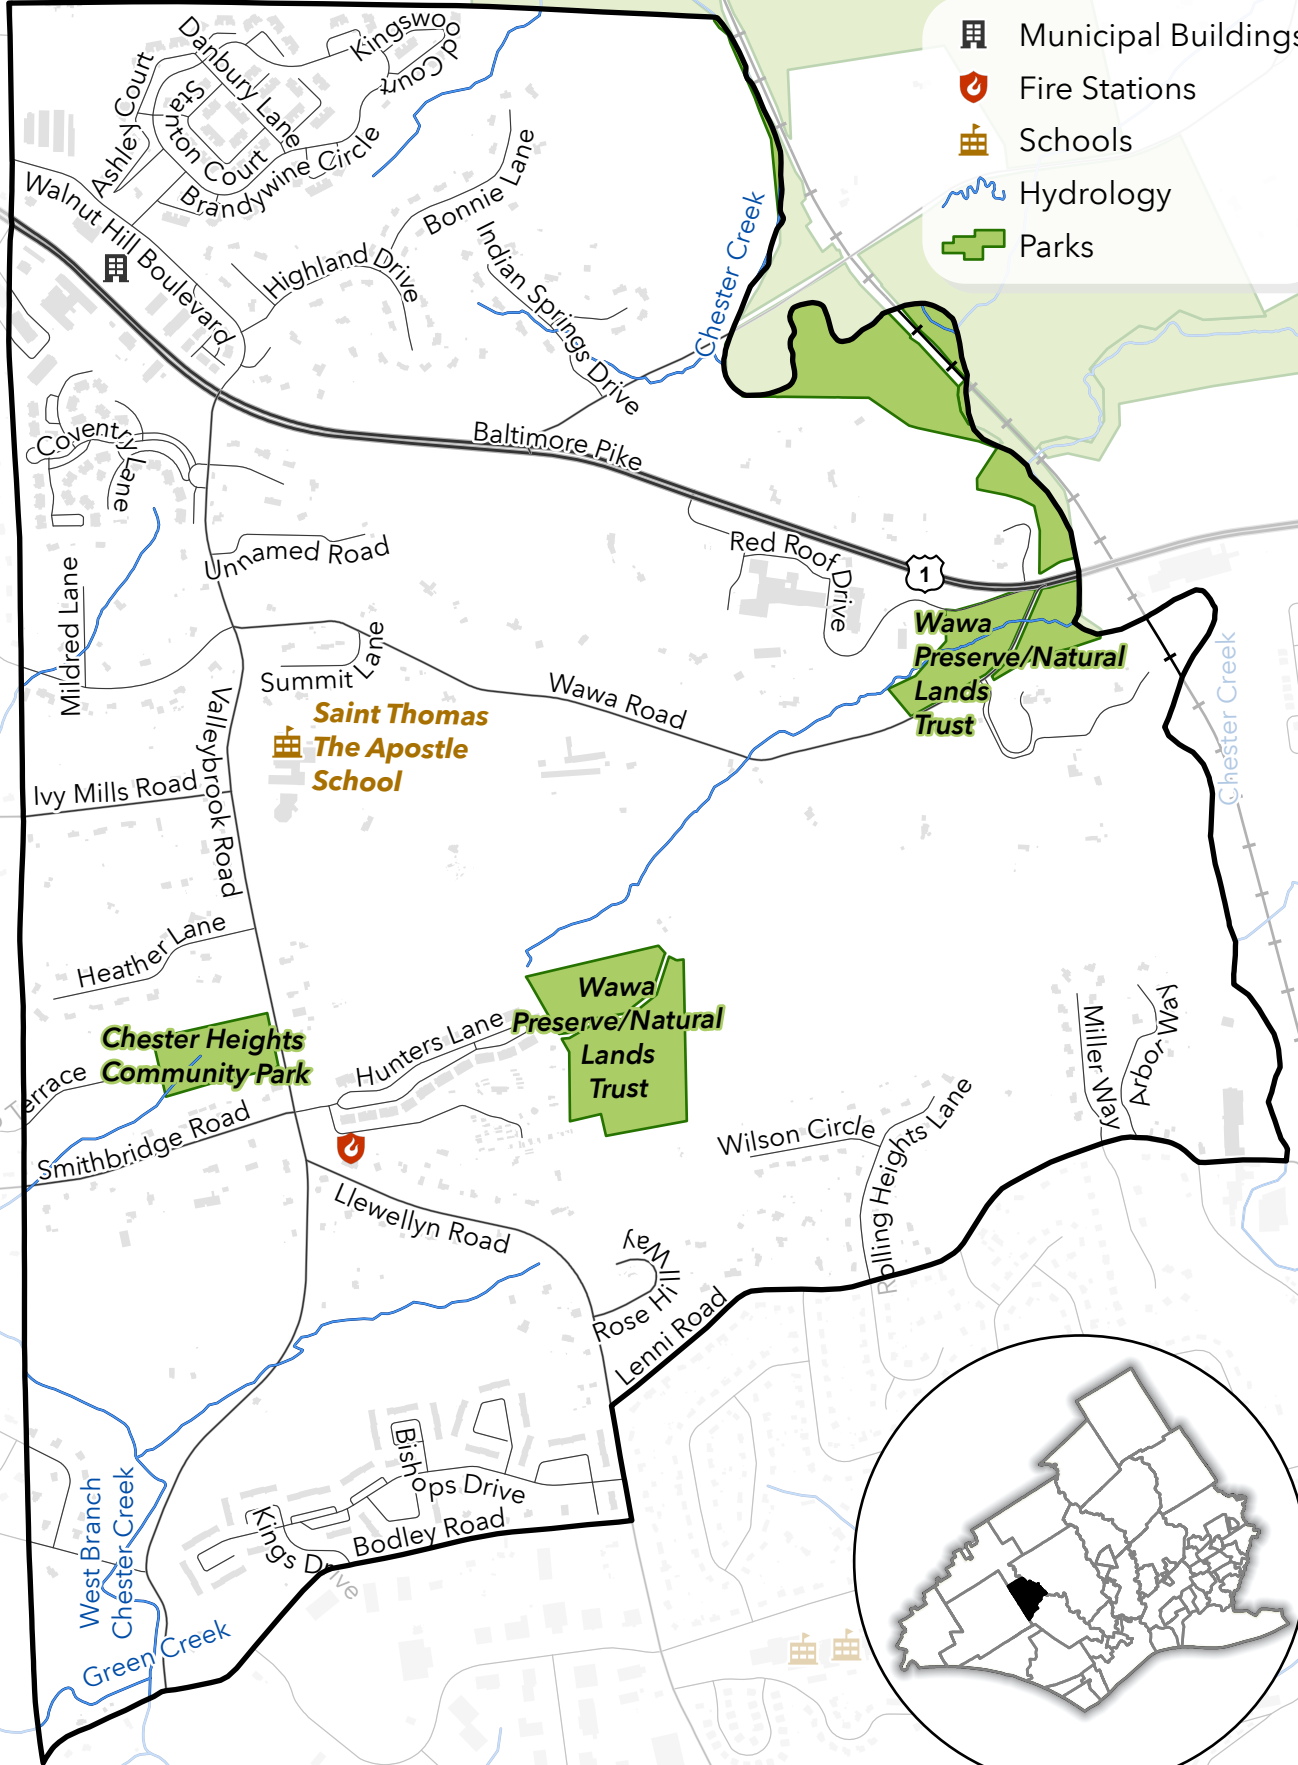 Municipal Buildings
Fire Stations
Schools
Hydrology
Parks
Kingswood Court
Danbury Lane
Ashley Court
Stanton Court
Brandywine Circle
Walnut Hill Boulevard
Bonnie Lane
Highland Drive
Indian Springs Drive
Chester Creek
Coventry Lane
Baltimore Pike
Red Roof Drive
1
Unnamed Road
Mildred Lane
Summit Lane
Wawa Road
Wawa
Preserve/Natural
Lands
Trust
Chester Creek
Saint Thomas
The Apostle
School
Valleybrook Road
Ivy Mills Road
Heather Lane
Wawa
Preserve/Natural
Lands
Trust
Chester Heights
Community Park
Hunters Lane
Terrace
Smithbridge Road
Miller Way
Arbor Way
Wilson Circle
Rolling Heights Lane
Llewellyn Road
Rose Hill Way
Lenni Road
Bishops Drive
Kings Drive
Bodley Road
West Branch
Chester Creek
Green Creek